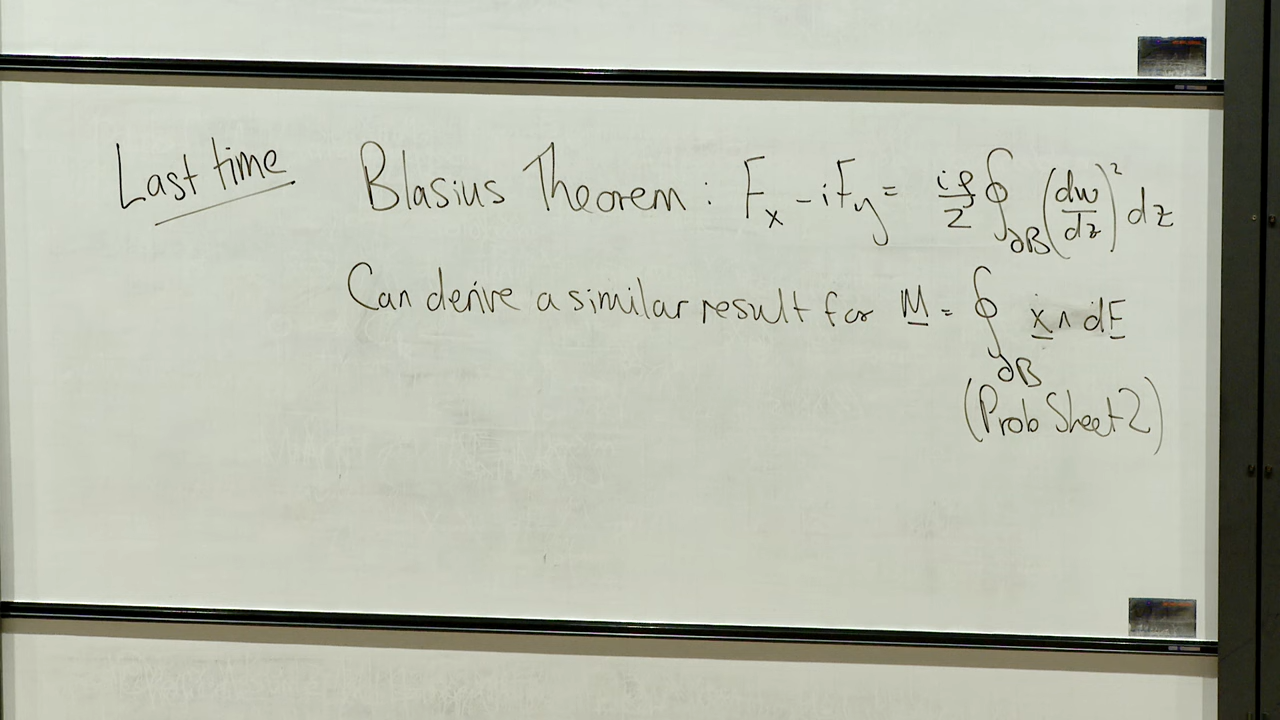 Last time Blasius Theorem : F_x - iF_y = iρ/2 ∮_∂B (dw/dz)² dz
Can derive a similar result for M = ∮_∂B x ∧ dF
(Prob Sheet 2)